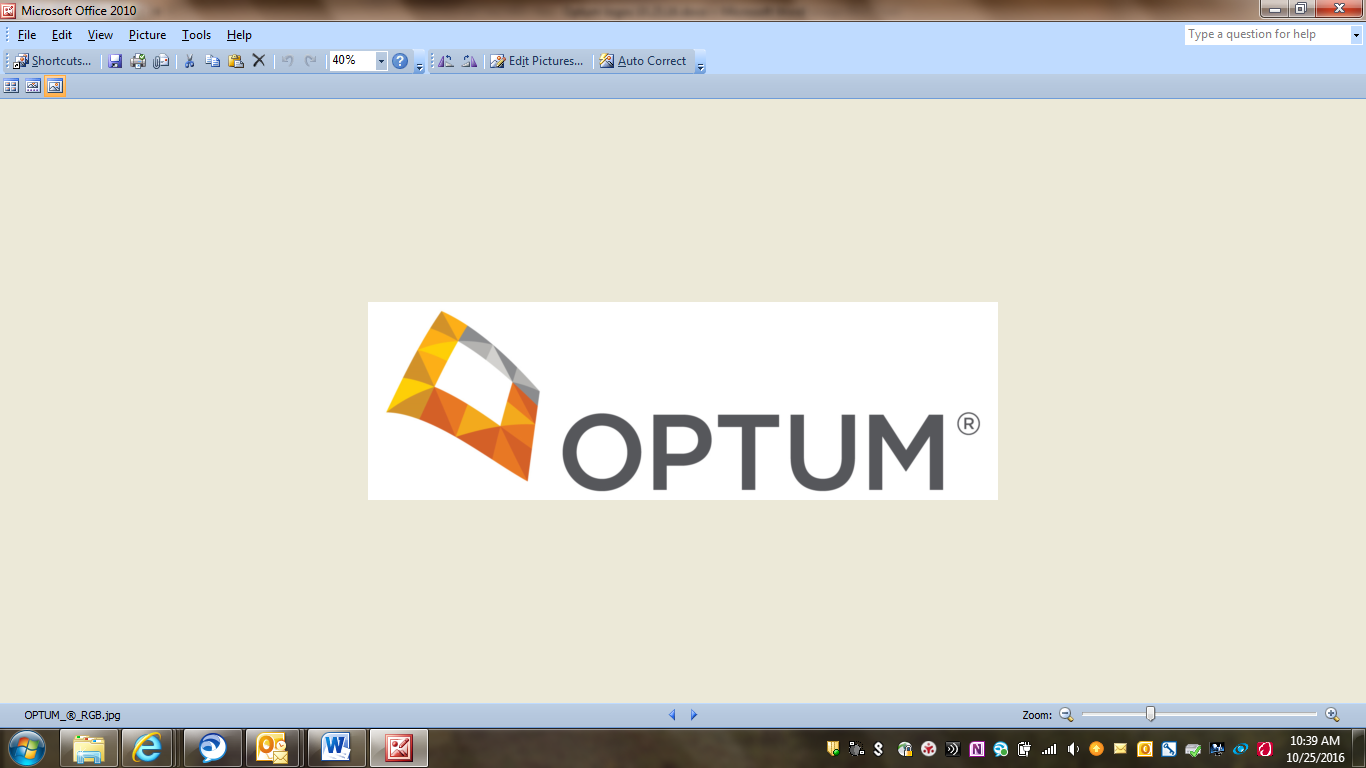 Microsoft Office 2010
File Edit View Picture Tools Help
Type a question for help
Shortcuts... 40% Edit Pictures... Auto Correct
OPTUM®
OPTUM_®_RGB.jpg
Zoom:
10:39 AM
10/25/2016